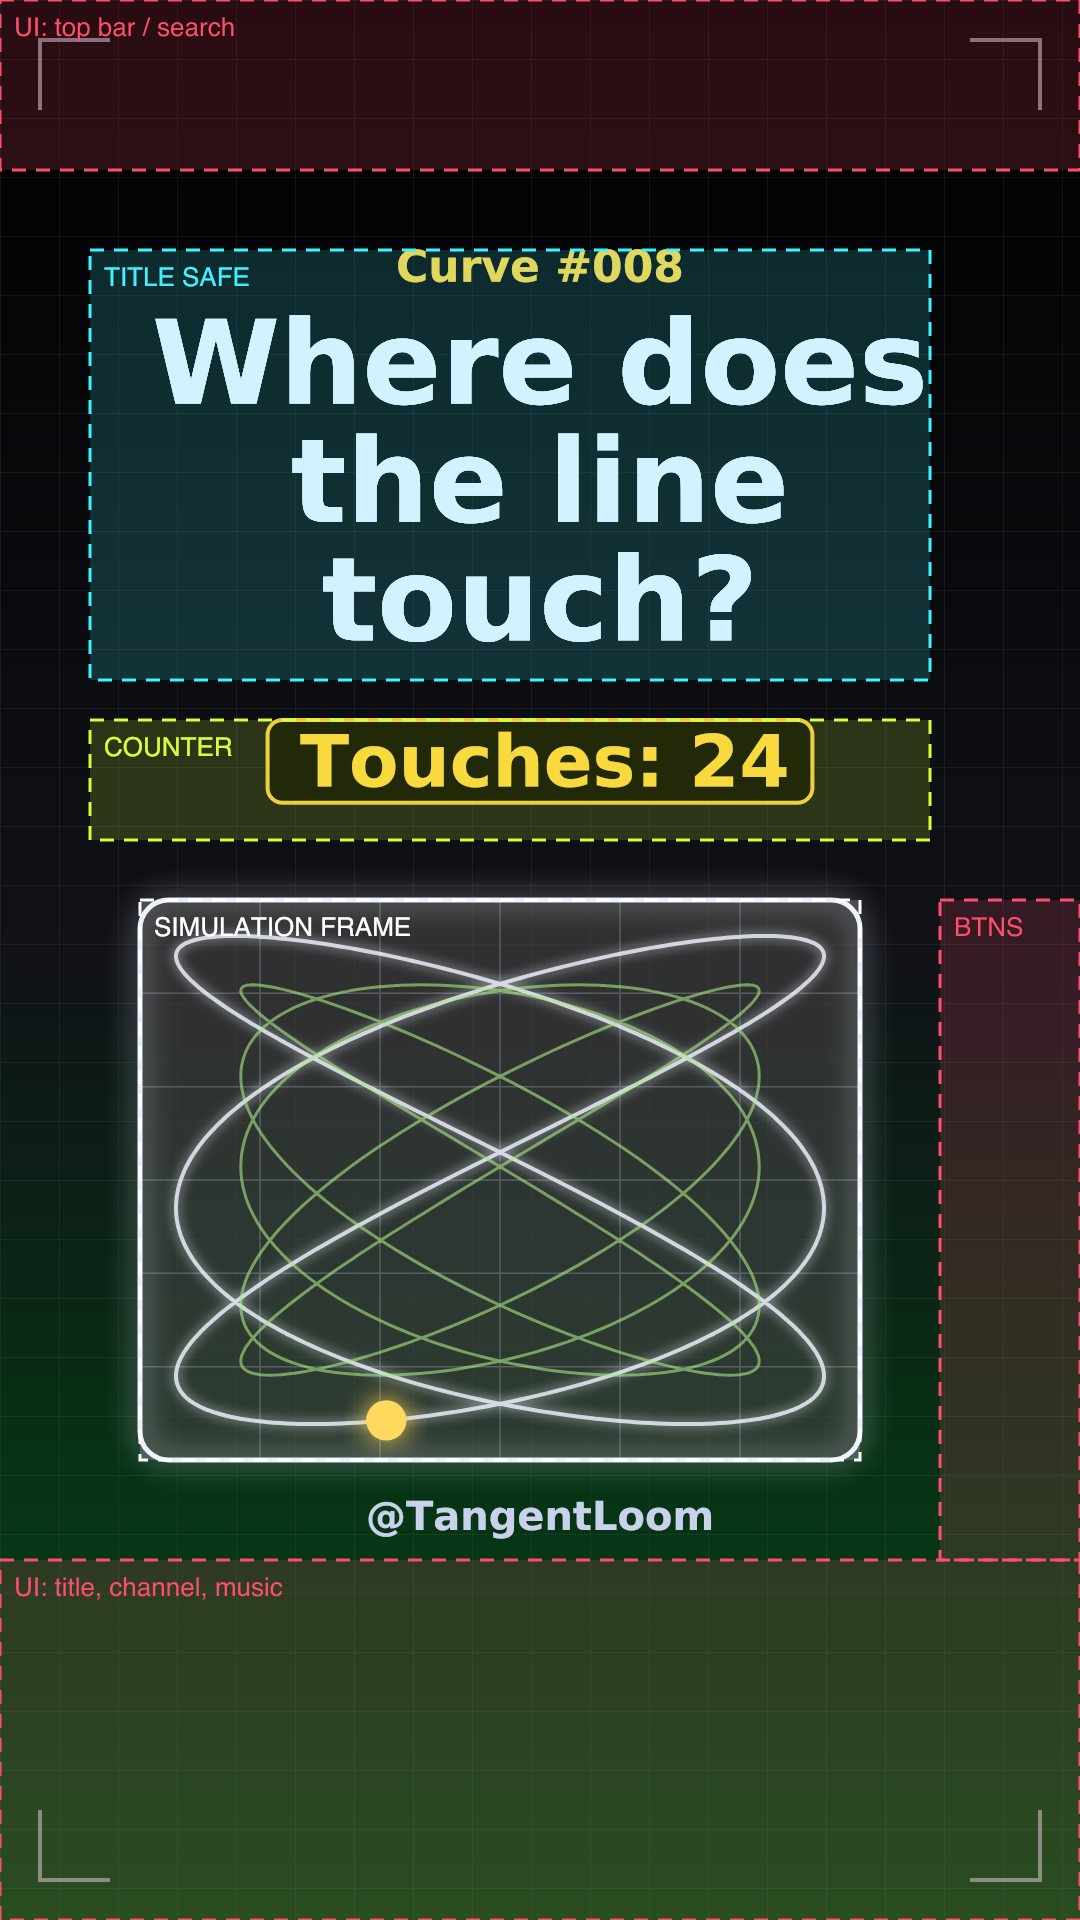 UI: top bar / search
Curve #008
TITLE SAFE
Where does
the line
touch?
COUNTER
Touches: 24
SIMULATION FRAME
BTNS
@TangentLoom
UI: title, channel, music